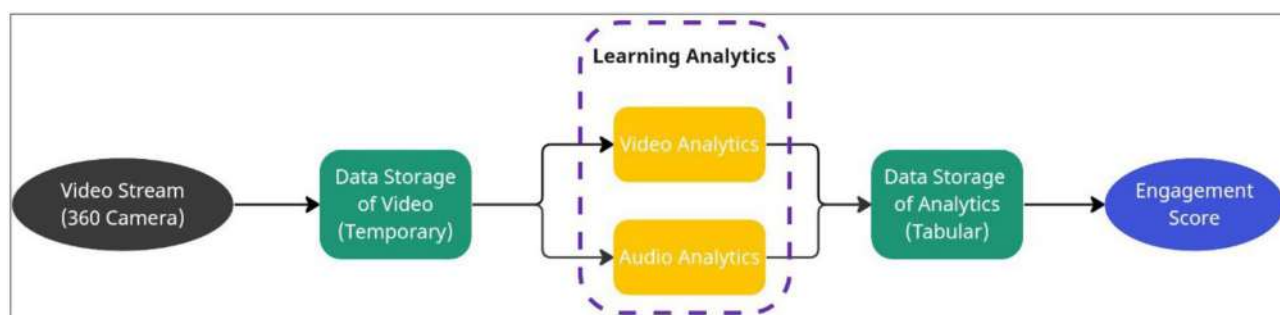 Learning Analytics
Video Stream
(360 Camera)
Data Storage
of Video
(Temporary)
Video Analytics
Audio Analytics
Data Storage
of Analytics
(Tabular)
Engagement
Score